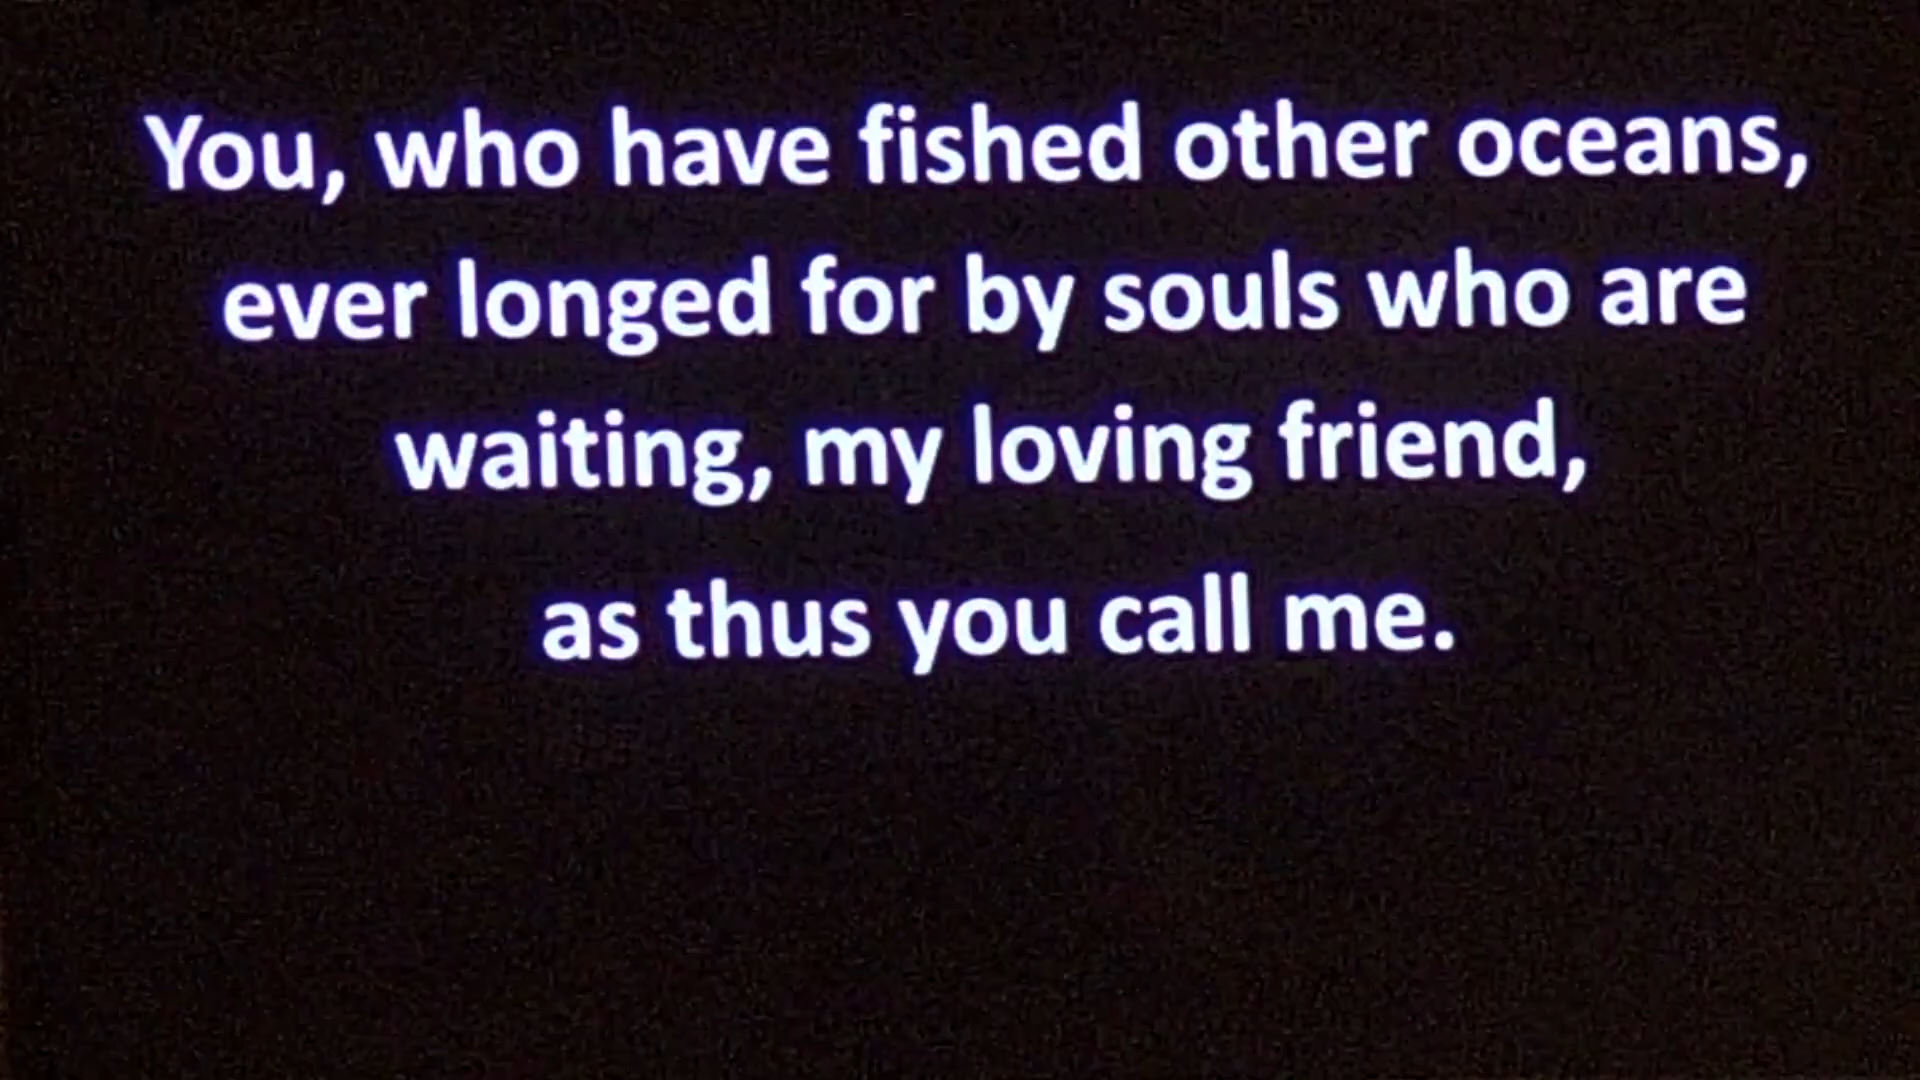 You, who have fished other oceans,
ever longed for by souls who are
waiting, my loving friend,
as thus you call me.